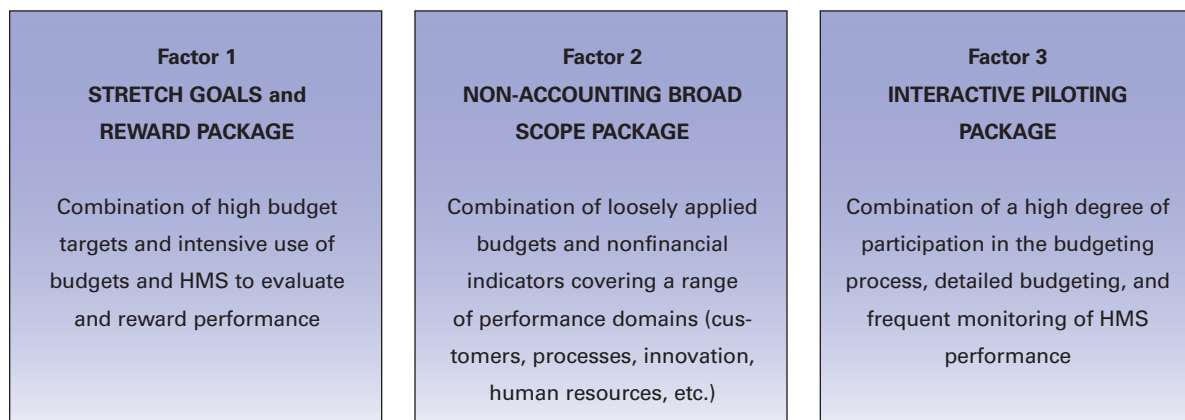 Factor 1
STRETCH GOALS and
REWARD PACKAGE
Combination of high budget
targets and intensive use of
budgets and HMS to evaluate
and reward performance
Factor 2
NON-ACCOUNTING BROAD
SCOPE PACKAGE
Combination of loosely applied
budgets and nonfinancial
indicators covering a range
of performance domains (cus-
tomers, processes, innovation,
human resources, etc.)
Factor 3
INTERACTIVE PILOTING
PACKAGE
Combination of a high degree of
participation in the budgeting
process, detailed budgeting, and
frequent monitoring of HMS
performance